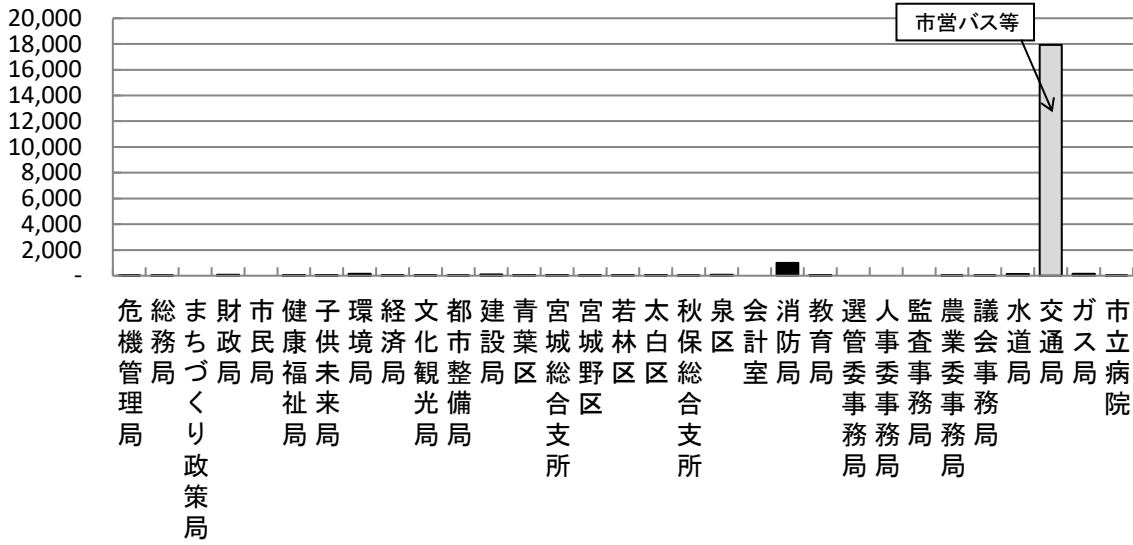 20,000
18,000
16,000
14,000
12,000
10,000
8,000
6,000
4,000
2,000
-
市営バス等
危機管理局
総務局
まちづくり政策局
財政局
市民局
健康福祉局
子供未来局
環境局
経済局
文化観光局
都市整備局
建設局
青葉区
宮城総合支所
宮城野区
若林区
太白区
秋保総合支所
泉区
会計室
消防局
教育局
選管委事務局
人事委事務局
監査事務局
農業委事務局
議会事務局
水道局
交通局
ガス局
市立病院